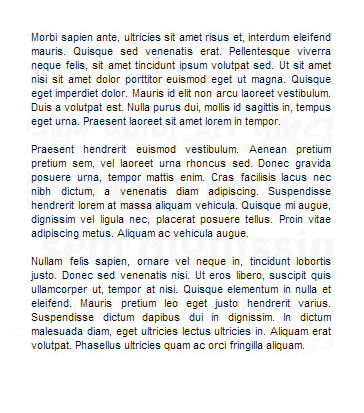 Morbi sapien ante, ultricies sit amet risus et, interdum eleifend
mauris. Quisque sed venenatis erat. Pellentesque viverra
neque felis, sit amet tincidunt ipsum volutpat sed. Ut sit amet
nisi sit amet dolor porttitor euismod eget ut magna. Quisque
eget imperdiet dolor. Mauris id elit non arcu laoreet vestibulum.
Duis a volutpat est. Nulla purus dui, mollis id sagittis in, tempus
eget urna. Praesent laoreet sit amet lorem in tempor.
Praesent hendrerit euismod vestibulum. Aenean pretium
pretium sem, vel laoreet urna rhoncus sed. Donec gravida
posuere urna, tempor mattis enim. Cras facilisis lacus nec
nibh dictum, a venenatis diam adipiscing. Suspendisse
hendrerit lorem at massa aliquam vehicula. Quisque mi augue,
dignissim vel ligula nec, placerat posuere tellus. Proin vitae
adipiscing metus. Aliquam ac vehicula augue.
Nullam felis sapien, ornare vel neque in, tincidunt lobortis
justo. Donec sed venenatis nisi. Ut eros libero, suscipit quis
ullamcorper ut, tempor at nisi. Quisque elementum in nulla et
eleifend. Mauris pretium leo eget justo hendrerit varius.
Suspendisse dictum dapibus dui in dignissim. In dictum
malesuada diam, eget ultricies lectus ultricies in. Aliquam erat
volutpat. Phasellus ultricies quam ac orci fringilla aliquam.